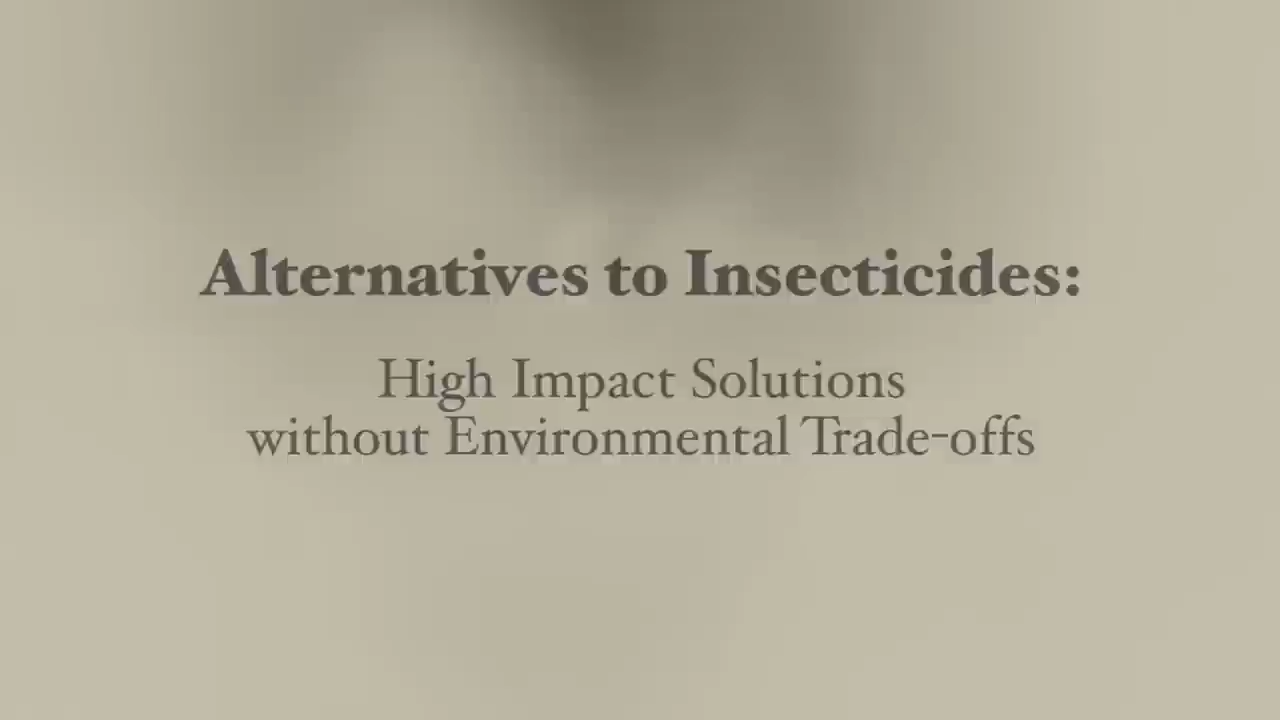 Alternatives to Insecticides:
High Impact Solutions
without Environmental Trade-offs